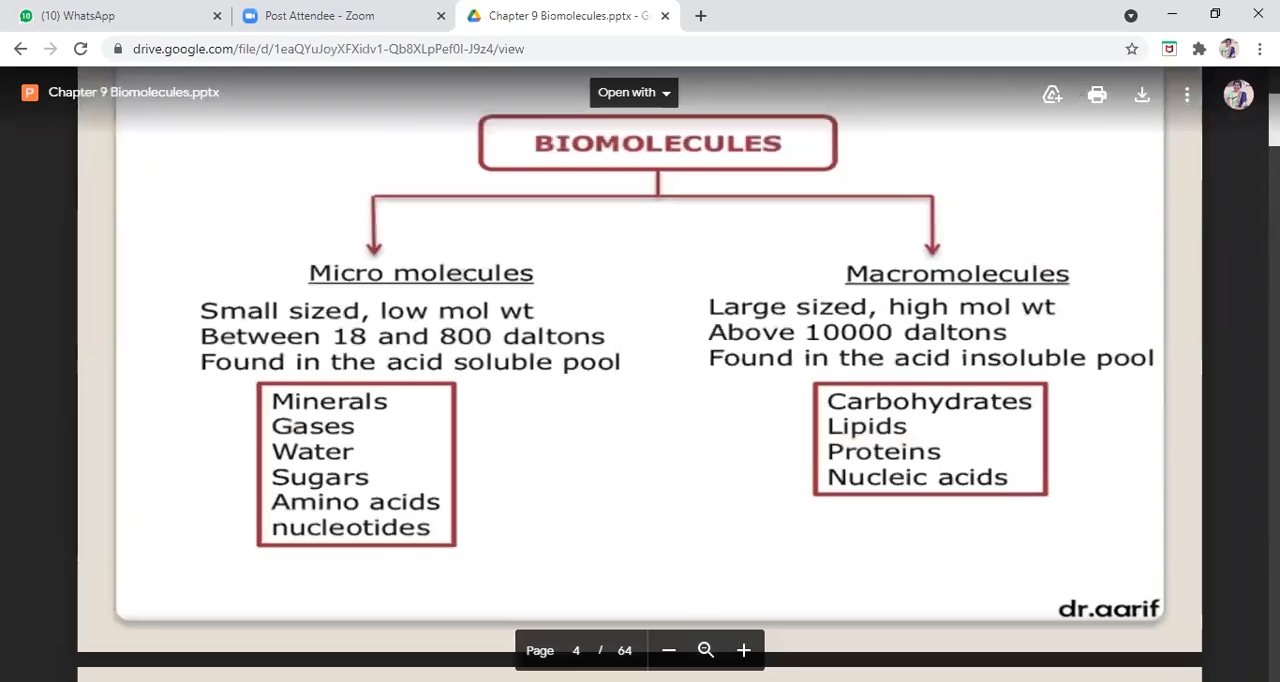 (10) WhatsApp
Post Attendee - Zoom
Chapter 9 Biomolecules.pptx - G
drive.google.com/file/d/1eaQYuJoyXFXidv1-Qb8XLpPef0I-J9z4/view
Chapter 9 Biomolecules.pptx
Open with
BIOMOLECULES
Micro molecules
Small sized, low mol wt
Between 18 and 800 daltons
Found in the acid soluble pool
Minerals
Gases
Water
Sugars
Amino acids
nucleotides
Macromolecules
Large sized, high mol wt
Above 10000 daltons
Found in the acid insoluble pool
Carbohydrates
Lipids
Proteins
Nucleic acids
dr.aarif
Page 4 / 64